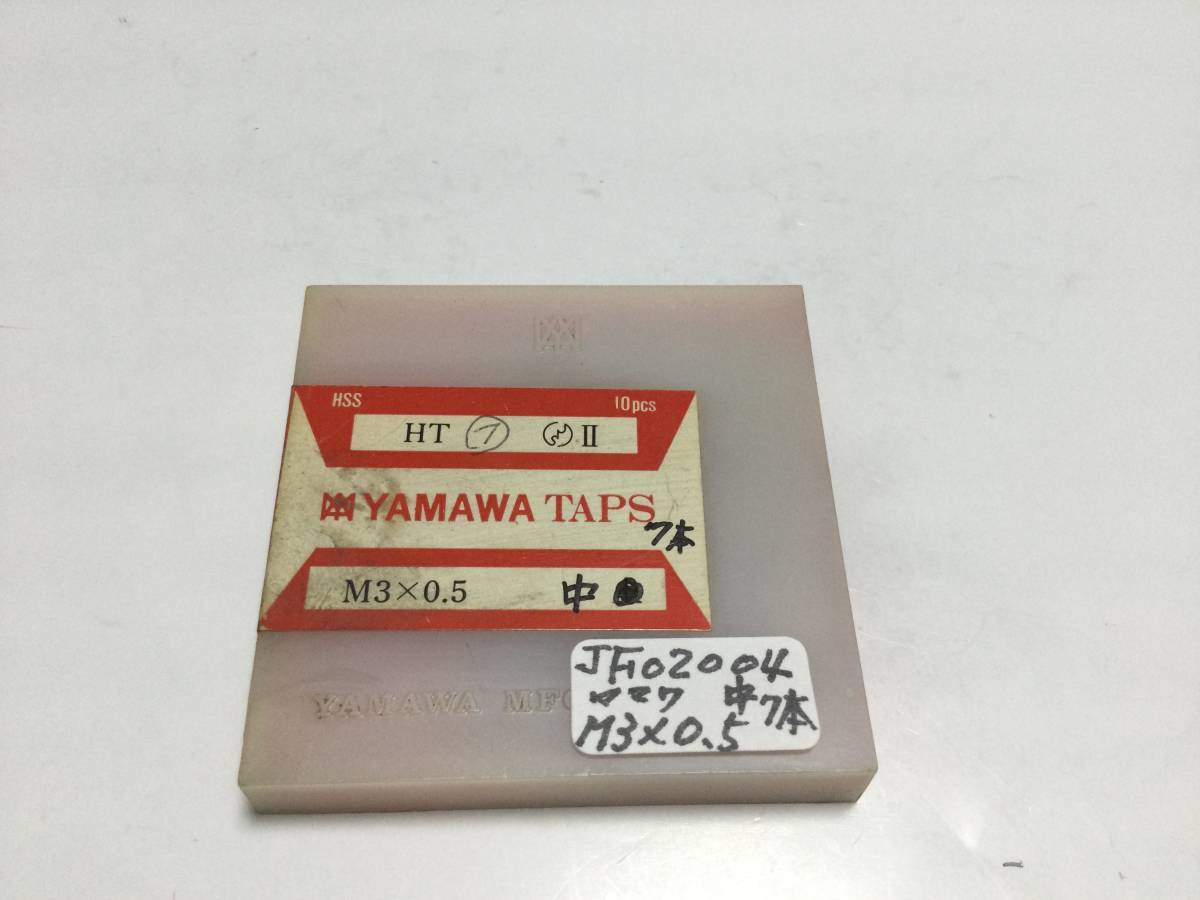 HSS 10pcs
HT 7 II
YAMAWA TAPS
7本
M3×0.5 中
YAMAWA MFG
JF102004
ヤマワ 中7本
M3×0.5